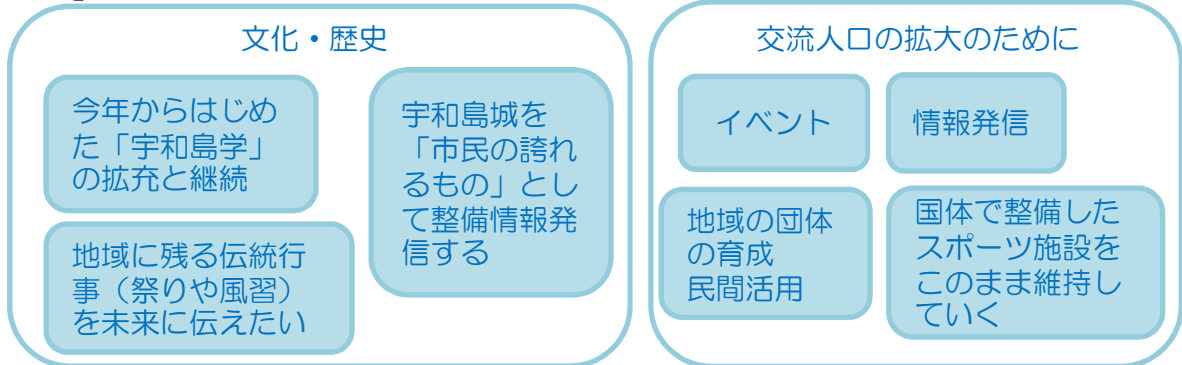 文化・歴史
今年からはじめ
た「宇和島学」
の拡充と継続
宇和島城を
「市民の誇れ
るもの」とし
て整備情報発
信する
地域に残る伝統行
事（祭りや風習）
を未来に伝えたい
交流人口の拡大のために
イベント
情報発信
地域の団体
の育成
民間活用
国体で整備した
スポーツ施設を
このまま維持し
ていく